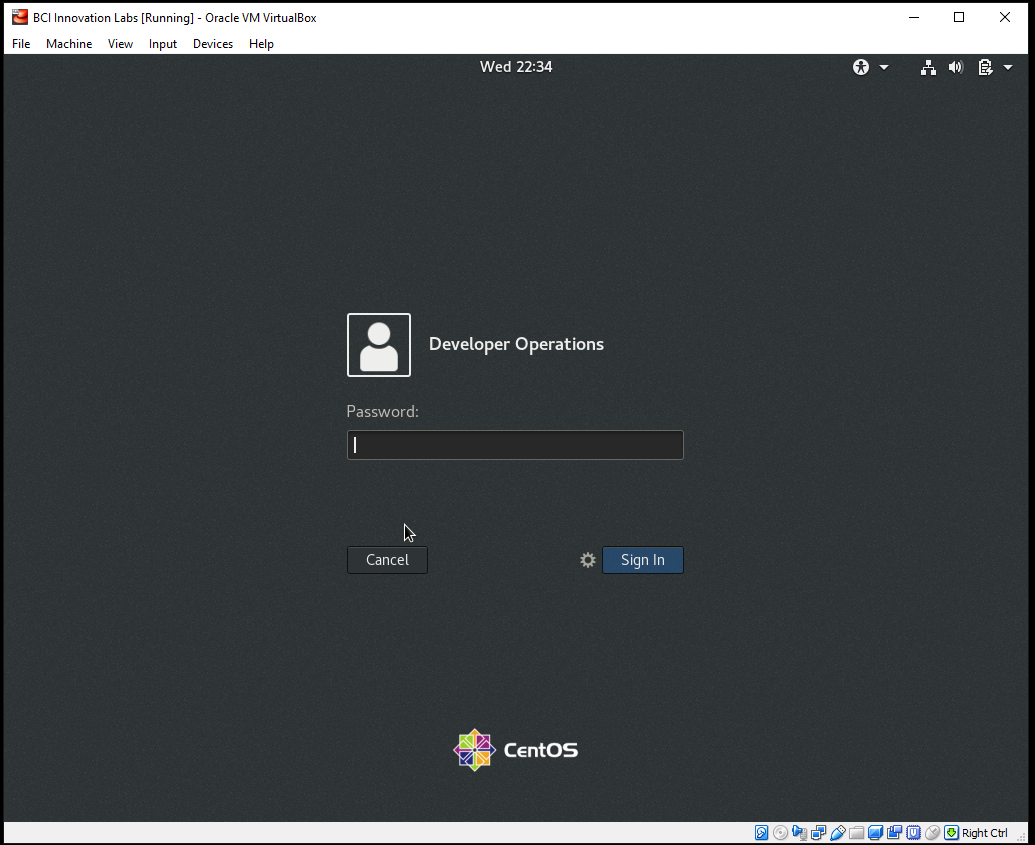 BCI Innovation Labs [Running] - Oracle VM VirtualBox
File Machine View Input Devices Help
Wed 22:34
Developer Operations
Password:
Cancel Sign In
CentOS
Right Ctrl